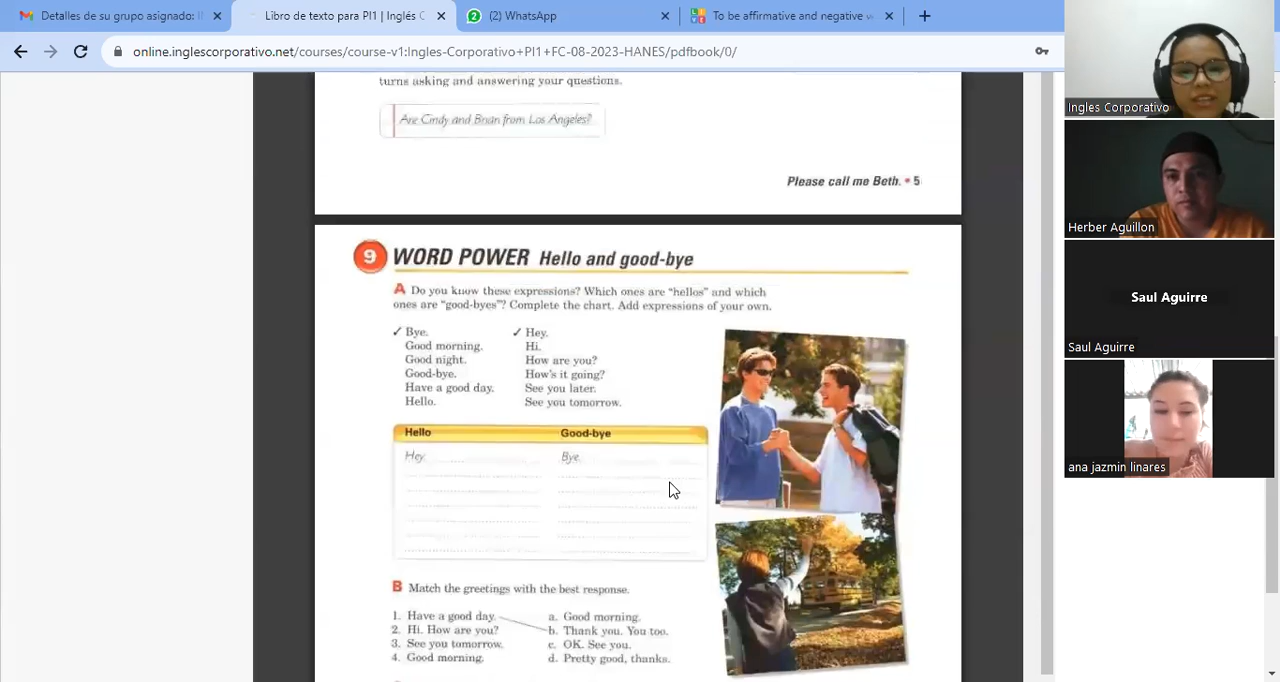 Detalles de su grupo asignado: I
Libro de texto para PI1 | Inglés C
(2) WhatsApp
To be affirmative and negative w
online.inglescorporativo.net/courses/course-v1:Ingles-Corporativo+PI1+FC-08-2023-HANES/pdfbook/0/
turns asking and answering your questions.
Are Cindy and Brian from Los Angeles?
Please call me Beth. • 5
9 WORD POWER Hello and good-bye
A Do you know these expressions? Which ones are “hellos” and which
ones are “good-byes”? Complete the chart. Add expressions of your own.
✓ Bye.
Good morning.
Good night.
Good-bye.
Have a good day.
Hello.
✓ Hey.
Hi.
How are you?
How's it going?
See you later.
See you tomorrow.
Hello Good-bye
Hey. Bye.
B Match the greetings with the best response.
1. Have a good day.
2. Hi. How are you?
3. See you tomorrow.
4. Good morning.
a. Good morning.
b. Thank you. You too.
c. OK. See you.
d. Pretty good, thanks.
Ingles Corporativo
Herber Aguillon
Saul Aguirre
Saul Aguirre
ana jazmin linares